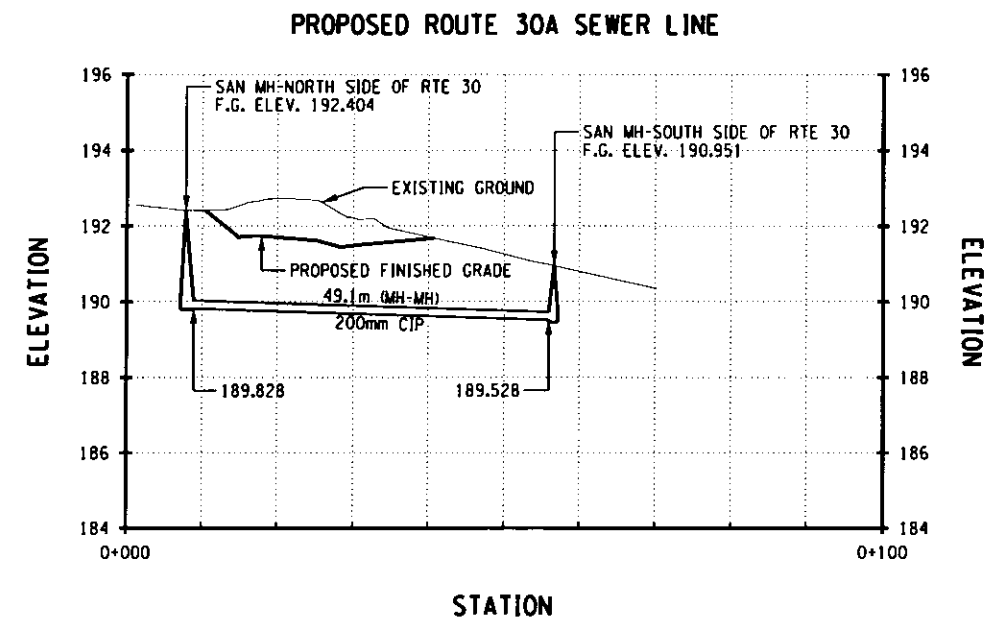 PROPOSED ROUTE 30A SEWER LINE
196
196
SAN MH-NORTH SIDE OF RTE 30
F.G. ELEV. 192.404
SAN MH-SOUTH SIDE OF RTE 30
F.G. ELEV. 190.951
194
194
EXISTING GROUND
192
192
PROPOSED FINISHED GRADE
49.1m (MH-MH)
190
190
200mm CIP
188
188
189.828
189.528
186
186
184
184
0+000
0+100
ELEVATION
ELEVATION
STATION